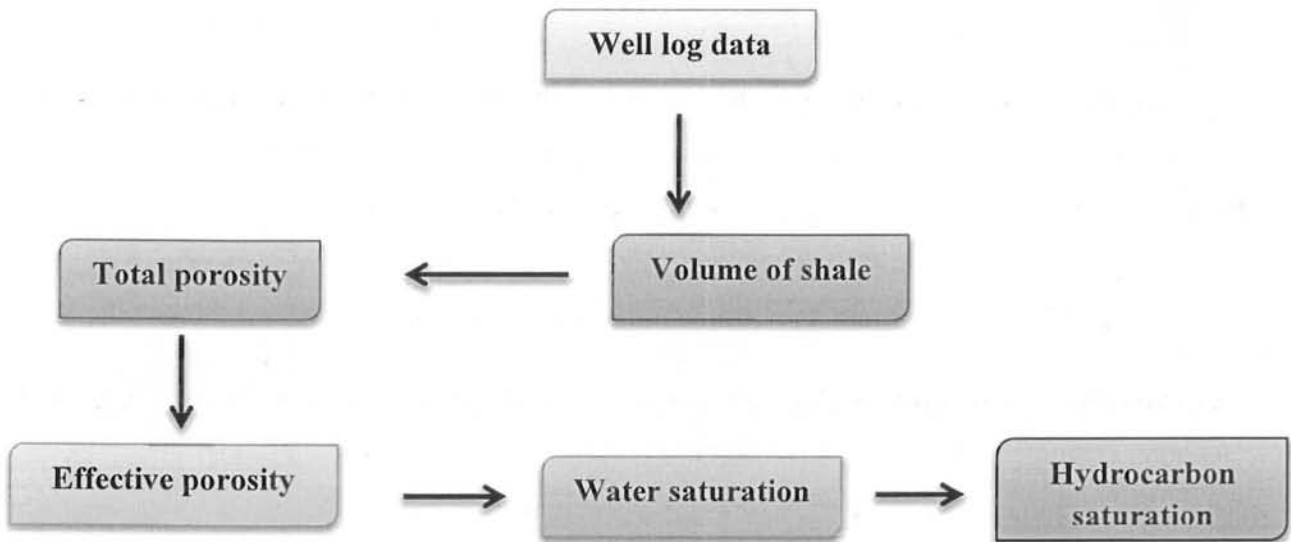 Well log data
Volume of shale
Total porosity
Effective porosity
Water saturation
Hydrocarbon
saturation